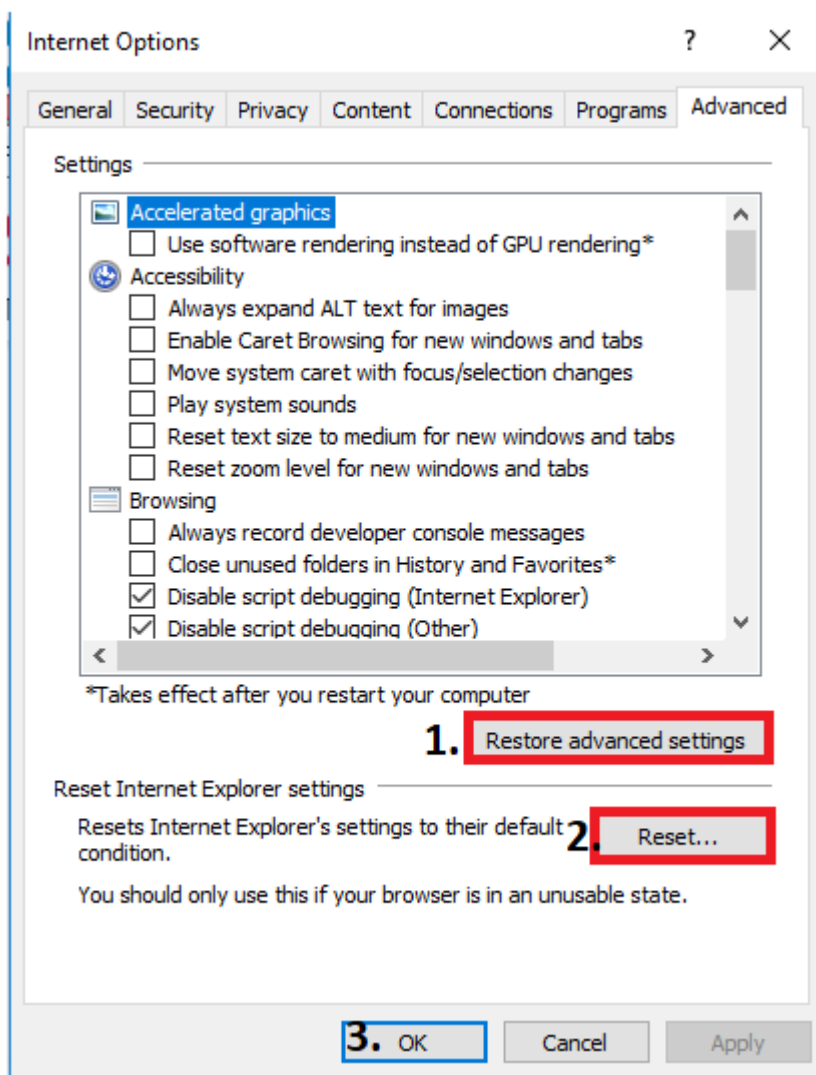 Internet Options ? ×
General Security Privacy Content Connections Programs Advanced
Settings
Accelerated graphics
Use software rendering instead of GPU rendering*
Accessibility
Always expand ALT text for images
Enable Caret Browsing for new windows and tabs
Move system caret with focus/selection changes
Play system sounds
Reset text size to medium for new windows and tabs
Reset zoom level for new windows and tabs
Browsing
Always record developer console messages
Close unused folders in History and Favorites*
Disable script debugging (Internet Explorer)
Disable script debugging (Other)
*Takes effect after you restart your computer
1. Restore advanced settings
Reset Internet Explorer settings
Resets Internet Explorer's settings to their default
condition.
2. Reset...
You should only use this if your browser is in an unusable state.
3. OK Cancel Apply